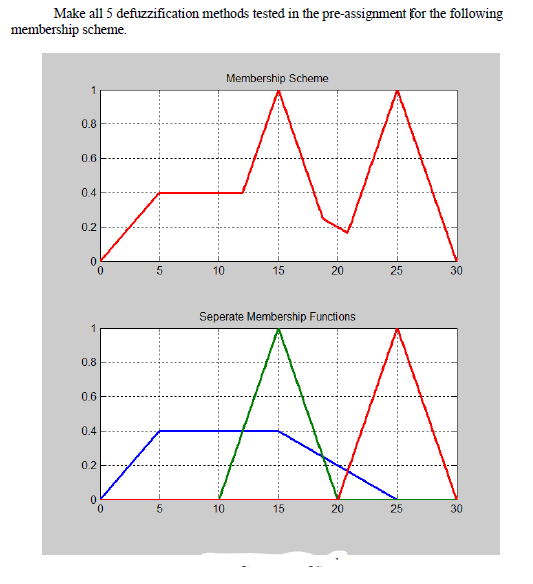 Make all 5 defuzzification methods tested in the pre-assignment for the following
membership scheme.
Membership Scheme
1
0.8
0.6
0.4
0.2
0
0 5 10 15 20 25 30
Seperate Membership Functions
1
0.8
0.6
0.4
0.2
0
0 5 10 15 20 25 30